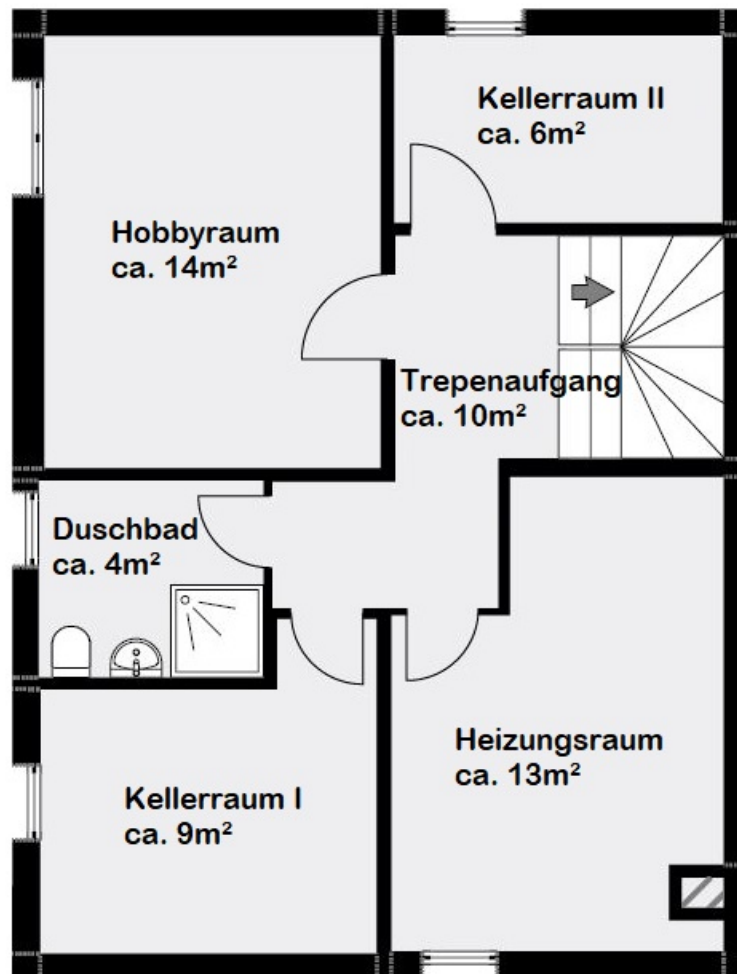 Kellerraum II
ca. 6m²
Hobbyraum
ca. 14m²
Trepenaufgang
ca. 10m²
Duschbad
ca. 4m²
Heizungsraum
ca. 13m²
Kellerraum I
ca. 9m²